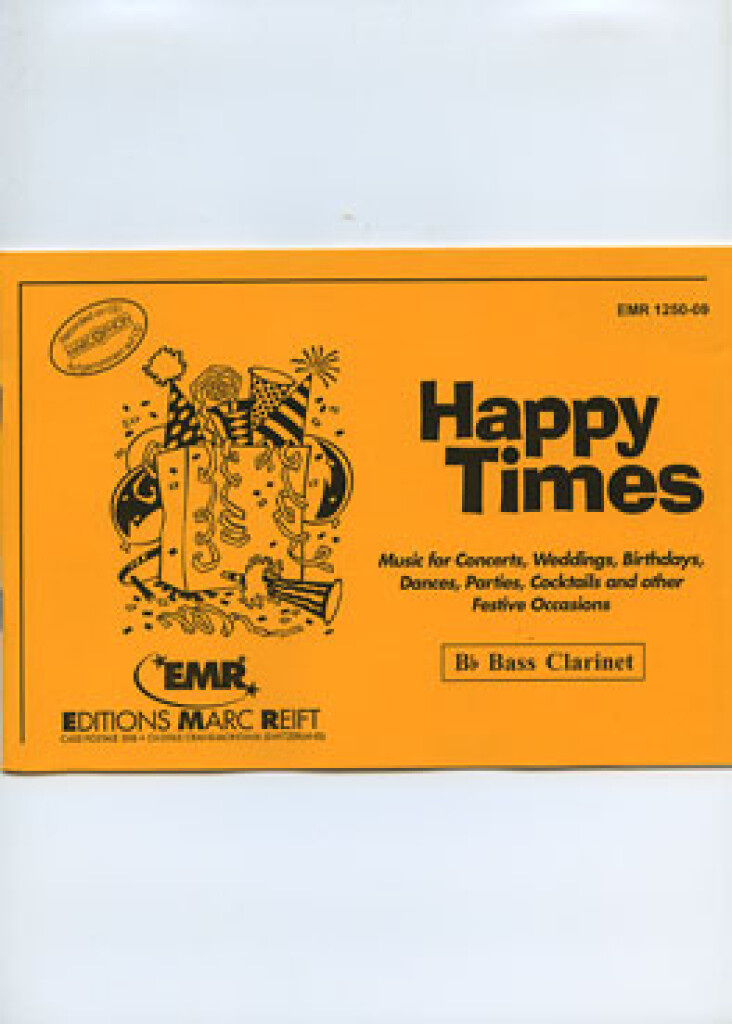 EMR 1250-09
Happy
Times
Music for Concerts, Weddings, Birthdays,
Dances, Parties, Cocktails and other
Festive Occasions
B♭ Bass Clarinet
EMR
EDITIONS MARC REIFT